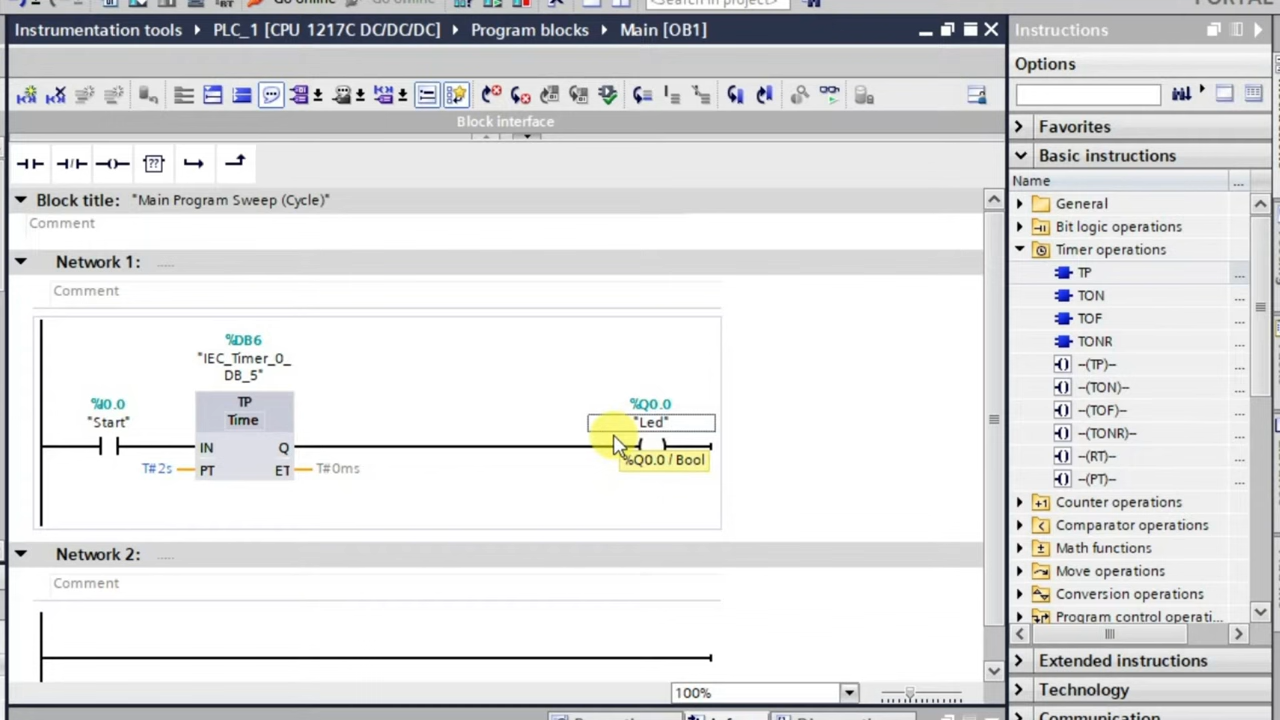 Instrumentation tools ▸ PLC_1 [CPU 1217C DC/DC/DC] ▸ Program blocks ▸ Main [OB1]
Block interface
Block title: "Main Program Sweep (Cycle)"
Comment
Network 1: .....
Comment
%DB6
"IEC_Timer_0_
DB_5"
%I0.0
"Start"
TP
Time
%Q0.0
"Led"
IN Q
%Q0.0 / Bool
T#2s PT ET T#0ms
Network 2: .....
Comment
100%
Instructions
Options
Favorites
Basic instructions
Name ...
General
Bit logic operations
Timer operations
TP ...
TON ...
TOF ...
TONR ...
-(TP)- ...
-(TON)- ...
-(TOF)- ...
-(TONR)- ...
-(RT)- ...
-(PT)- ...
Counter operations
Comparator operations
Math functions
Move operations
Conversion operations
Program control operati...
Extended instructions
Technology
Communication